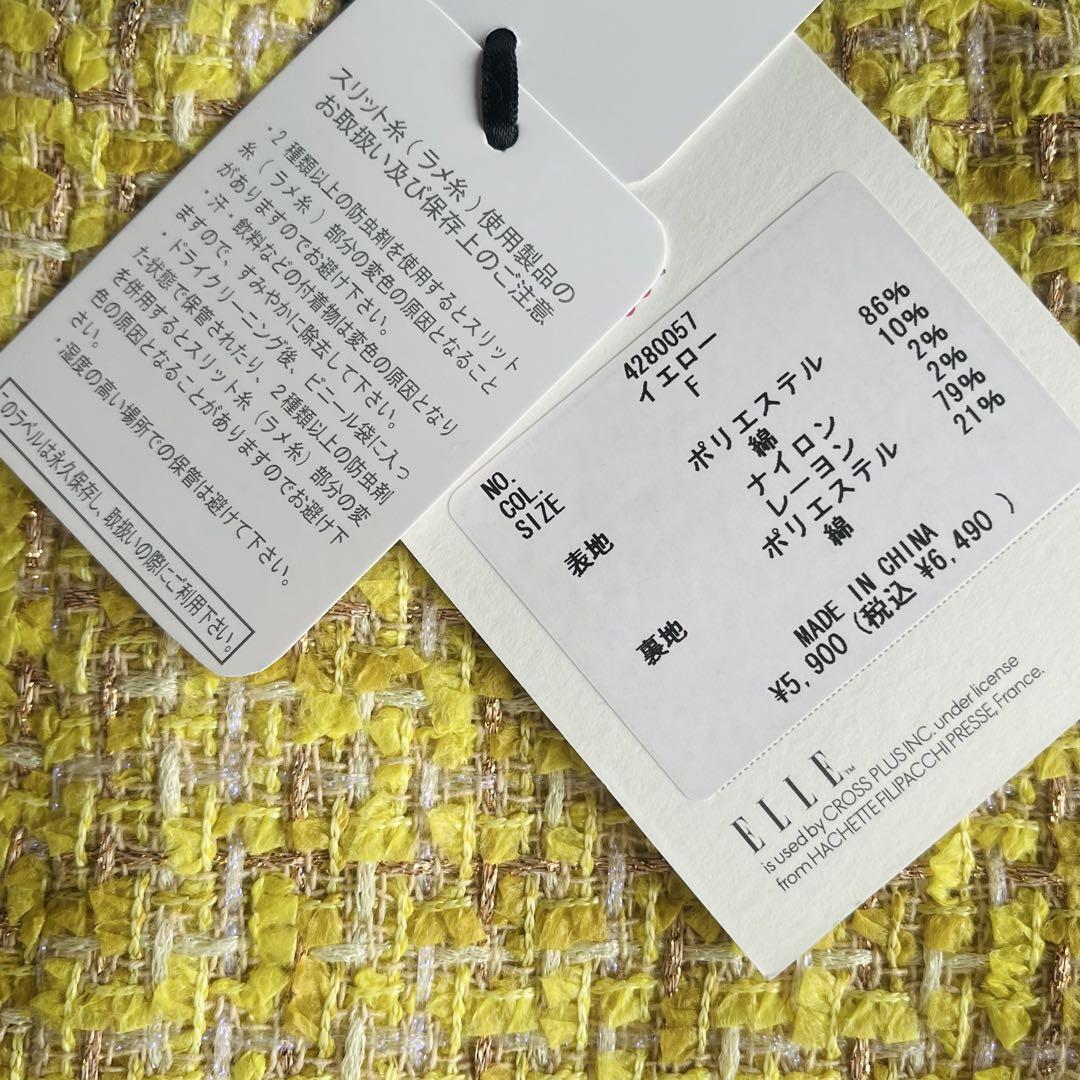 スリット糸(ラメ糸)使用製品の
お取扱い及び保存上のご注意
・2種類以上の防虫剤を使用するとスリット
糸(ラメ糸)部分の変色の原因となること
がありますのでお避け下さい。
・汗・飲料などの付着物は変色の原因となり
ますので、すみやかに除去して下さい。
・ドライクリーニング後、ビニール袋に入っ
た状態で保管されたり、2種類以上の防虫剤
を併用するとスリット糸(ラメ糸)部分の変
色の原因となることがありますのでお避け下
さい。
・湿度の高い場所での保管は避けて下さい。
のラベルは永久保存し、取扱いの際にご利用下さい。
NO. 4280057
COL. イエロー
SIZE F
表地 ポリエステル 86%
綿 10%
ナイロン 2%
レーヨン 2%
裏地 ポリエステル 79%
綿 21%
MADE IN CHINA
¥5,900 (税込 ¥6,490 )
ELLE™
is used by CROSS PLUS INC. under license
from HACHETTE FILIPACCHI PRESSE, France.